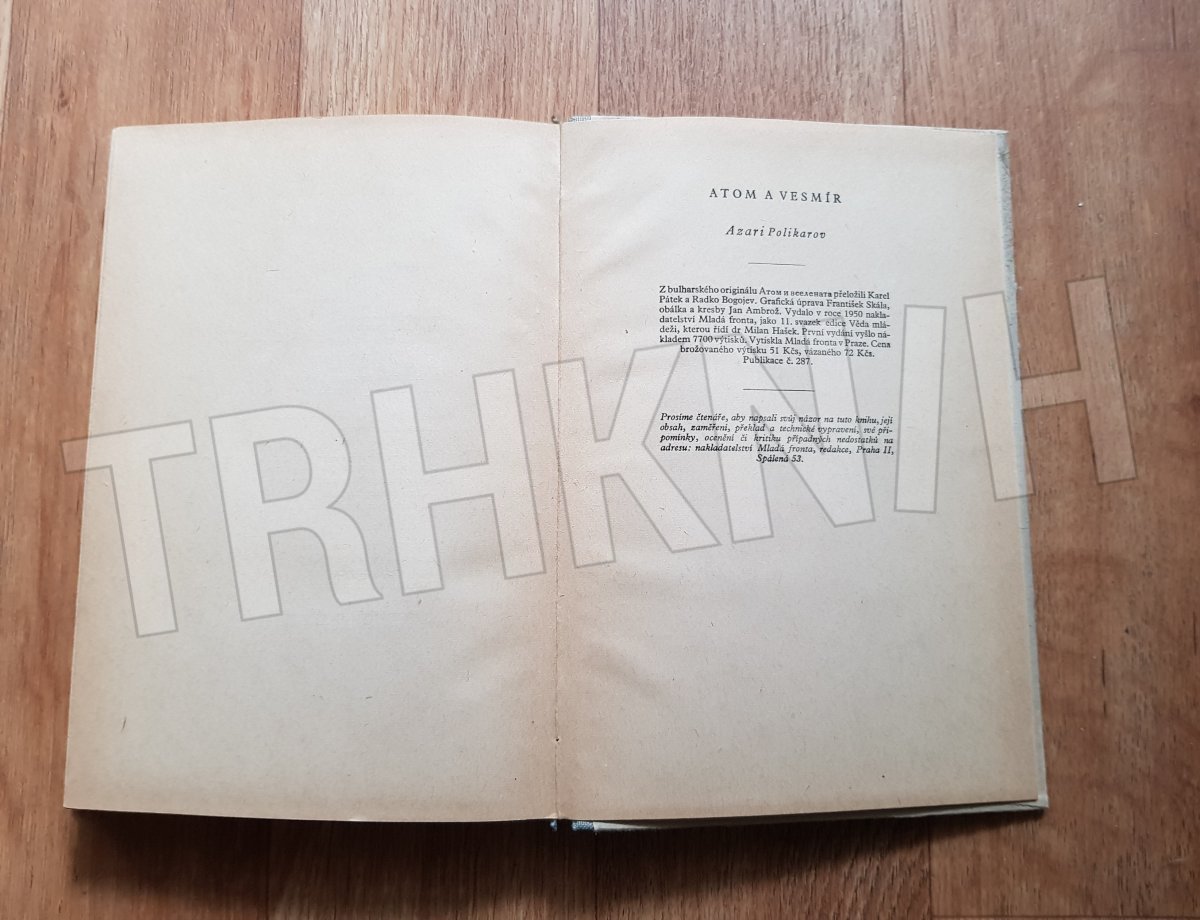 ATOM A VESMÍR
Azari Polikarov
Z bulharského originálu Атом и вселената přeložili Karel
Pátek a Radko Bogojev. Grafická úprava František Skála,
obálka a kresby Jan Ambrož. Vydalo v roce 1950 nakla-
datelství Mladá fronta, jako 11. svazek edice Věda mlá-
deži, kterou řídí dr Milan Hašek. První vydání vyšlo ná-
kladem 7700 výtisků. Vytiskla Mladá fronta v Praze. Cena
brožovaného výtisku 51 Kčs, vázaného 72 Kčs.
Publikace č. 287.
Prosíme čtenáře, aby napsali svůj názor na tuto knihu, její
obsah, zaměření, překlad a technické vypravení, své při-
pomínky, ocenění či kritiku případných nedostatků na
adresu: nakladatelství Mladá fronta, redakce, Praha II,
Spálená 53.
TRHKNIH